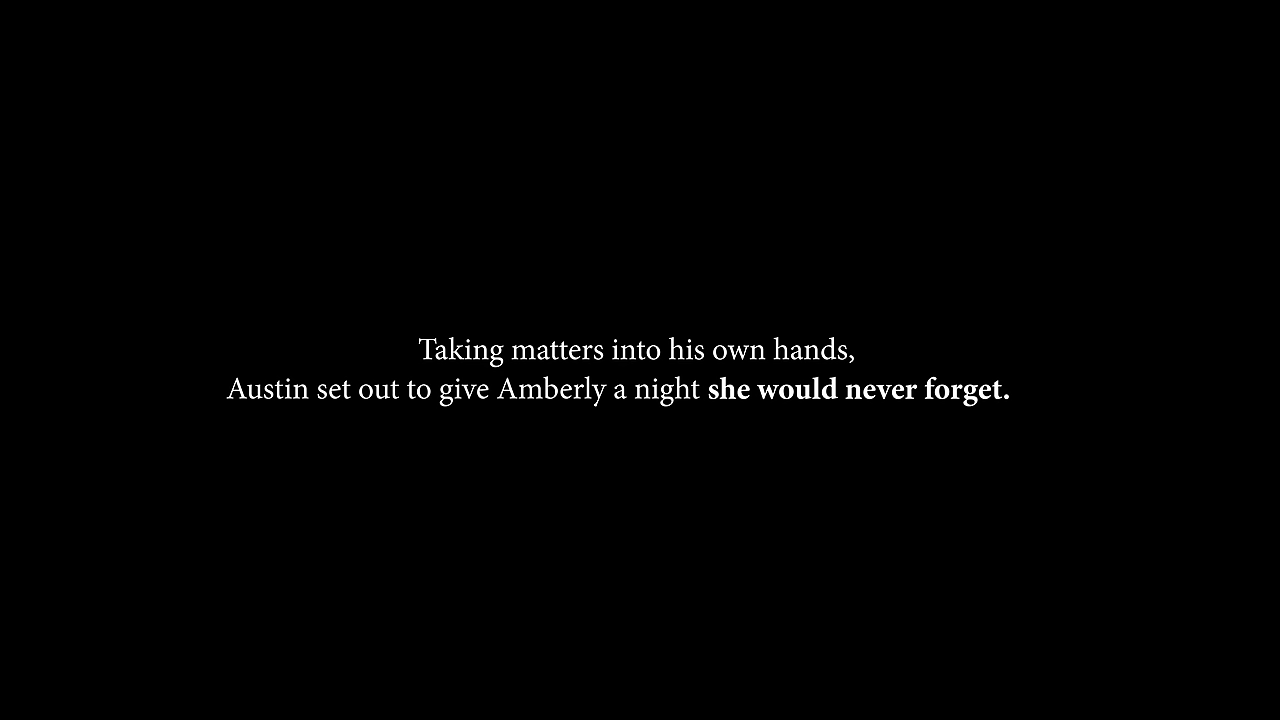 Taking matters into his own hands,
Austin set out to give Amberly a night she would never forget.